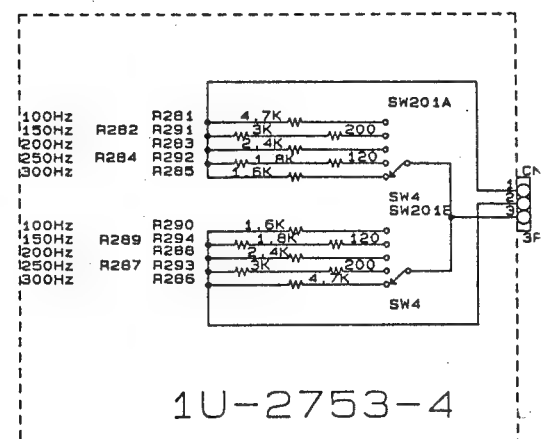 SW201A
100Hz R281 4.7K
150Hz R282 R291 3K 200
200Hz R283 2.4K
250Hz R284 R292 1.8K 120
300Hz R285 1.6K
CN
1
2
3
3P
SW4
SW201B
100Hz R290 1.6K
150Hz R289 R294 1.8K 120
200Hz R288 2.4K
250Hz R287 R293 3K 200
300Hz R286 4.7K
SW4
1U-2753-4